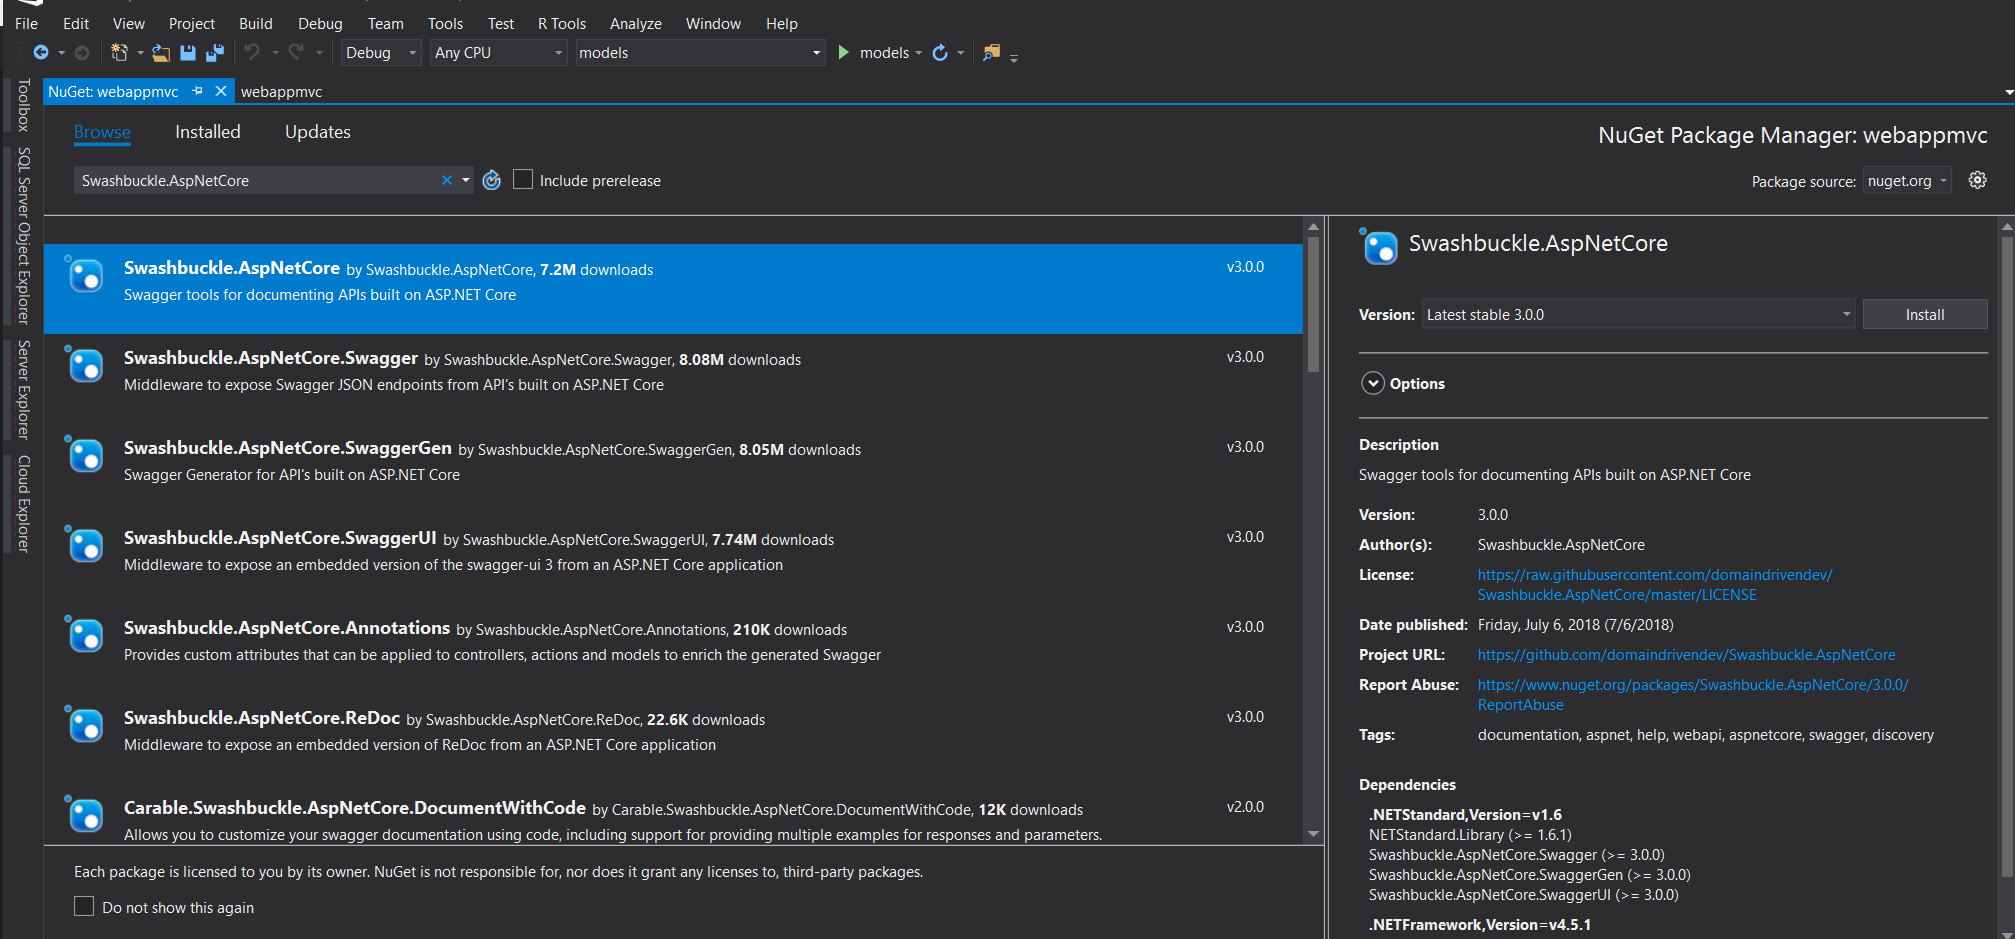 File Edit View Project Build Debug Team Tools Test R Tools Analyze Window Help
Debug Any CPU models models
NuGet: webappmvc webappmvc
Toolbox
SQL Server Object Explorer
Server Explorer
Cloud Explorer
Browse Installed Updates
NuGet Package Manager: webappmvc
Swashbuckle.AspNetCore
Include prerelease
Package source: nuget.org
Swashbuckle.AspNetCore by Swashbuckle.AspNetCore, 7.2M downloads v3.0.0
Swagger tools for documenting APIs built on ASP.NET Core
Swashbuckle.AspNetCore.Swagger by Swashbuckle.AspNetCore.Swagger, 8.08M downloads v3.0.0
Middleware to expose Swagger JSON endpoints from API's built on ASP.NET Core
Swashbuckle.AspNetCore.SwaggerGen by Swashbuckle.AspNetCore.SwaggerGen, 8.05M downloads v3.0.0
Swagger Generator for API's built on ASP.NET Core
Swashbuckle.AspNetCore.SwaggerUI by Swashbuckle.AspNetCore.SwaggerUI, 7.74M downloads v3.0.0
Middleware to expose an embedded version of the swagger-ui 3 from an ASP.NET Core application
Swashbuckle.AspNetCore.Annotations by Swashbuckle.AspNetCore.Annotations, 210K downloads v3.0.0
Provides custom attributes that can be applied to controllers, actions and models to enrich the generated Swagger
Swashbuckle.AspNetCore.ReDoc by Swashbuckle.AspNetCore.ReDoc, 22.6K downloads v3.0.0
Middleware to expose an embedded version of ReDoc from an ASP.NET Core application
Carable.Swashbuckle.AspNetCore.DocumentWithCode by Carable.Swashbuckle.AspNetCore.DocumentWithCode, 12K downloads v2.0.0
Allows you to customize your swagger documentation using code, including support for providing multiple examples for responses and parameters.
Each package is licensed to you by its owner. NuGet is not responsible for, nor does it grant any licenses to, third-party packages.
Do not show this again
Swashbuckle.AspNetCore
Version: Latest stable 3.0.0 Install
Options
Description
Swagger tools for documenting APIs built on ASP.NET Core
Version: 3.0.0
Author(s): Swashbuckle.AspNetCore
License: https://raw.githubusercontent.com/domaindrivendev/
Swashbuckle.AspNetCore/master/LICENSE
Date published: Friday, July 6, 2018 (7/6/2018)
Project URL: https://github.com/domaindrivendev/Swashbuckle.AspNetCore
Report Abuse: https://www.nuget.org/packages/Swashbuckle.AspNetCore/3.0.0/
ReportAbuse
Tags: documentation, aspnet, help, webapi, aspnetcore, swagger, discovery
Dependencies
.NETStandard,Version=v1.6
NETStandard.Library (>= 1.6.1)
Swashbuckle.AspNetCore.Swagger (>= 3.0.0)
Swashbuckle.AspNetCore.SwaggerGen (>= 3.0.0)
Swashbuckle.AspNetCore.SwaggerUI (>= 3.0.0)
.NETFramework,Version=v4.5.1